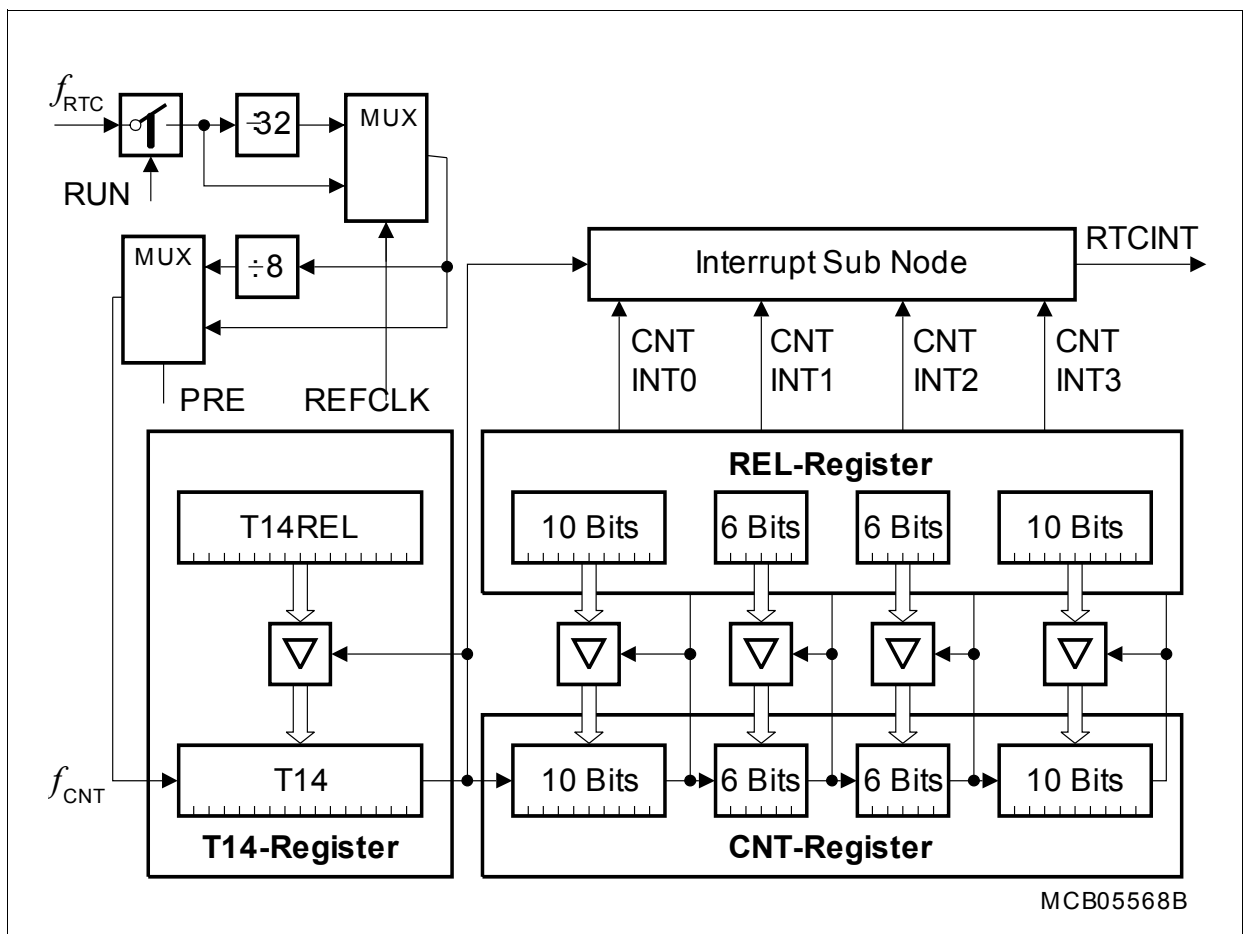 fRTC
÷32
MUX
RUN
MUX
÷8
Interrupt Sub Node
RTCINT
CNT INT0
CNT INT1
CNT INT2
CNT INT3
PRE
REFCLK
REL-Register
T14REL
10 Bits
6 Bits
6 Bits
10 Bits
fCNT
T14
10 Bits
6 Bits
6 Bits
10 Bits
T14-Register
CNT-Register
MCB05568B